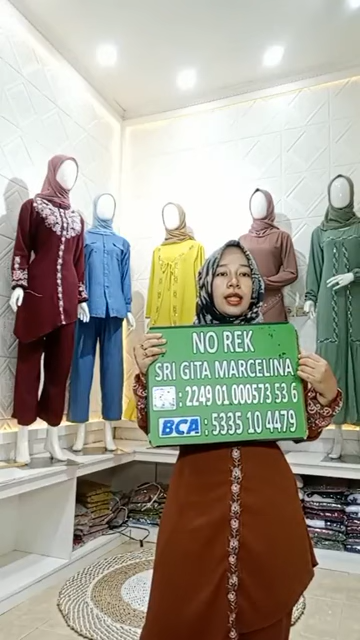 NO REK
SRI GITA MARCELINA
: 2249 01 000573 53 6
BCA : 5335 10 4479